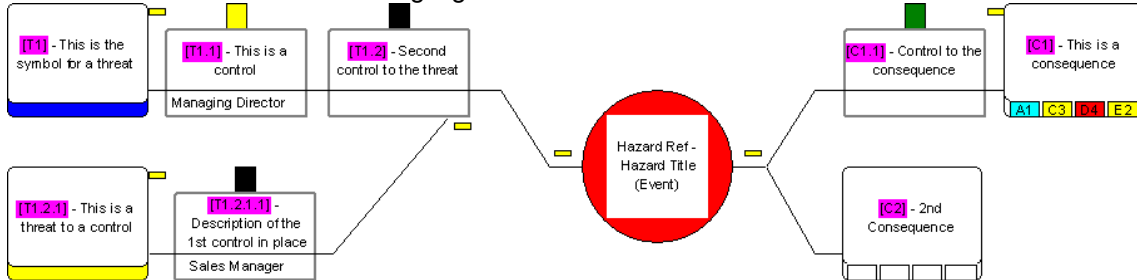 [T1] - This is the
symbol for a threat
[T1.1] - This is a
control
Managing Director
[T1.2] - Second
control to the threat
[C1.1] - Control to the
consequence
[C1] - This is a
consequence
A1 C3 D4 E2
Hazard Ref -
Hazard Title
(Event)
[T1.2.1] - This is a
threat to a control
[T1.2.1.1] -
Description of the
1st control in place
Sales Manager
[C2] - 2nd
Consequence